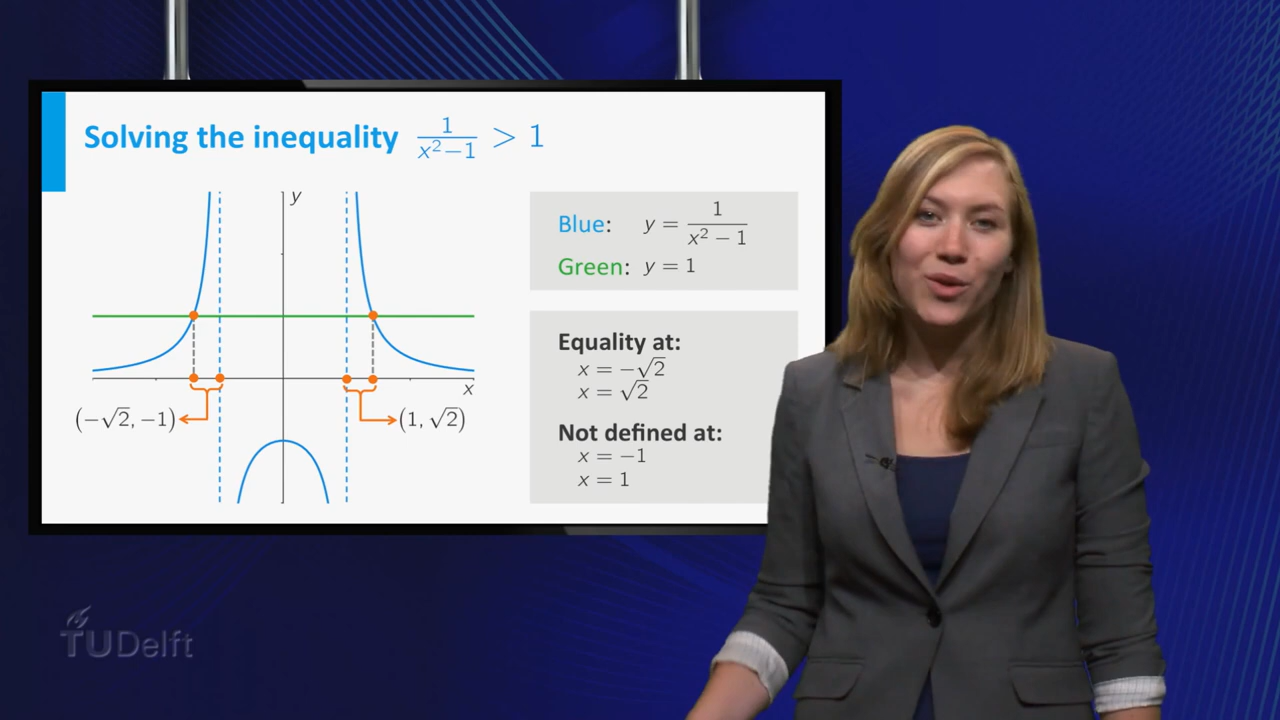 Solving the inequality 1/(x²−1) > 1
y
x
(−√2, −1)
(1, √2)
Blue: y = 1/(x² − 1)
Green: y = 1
Equality at:
x = −√2
x = √2
Not defined at:
x = −1
x = 1
TUDelft